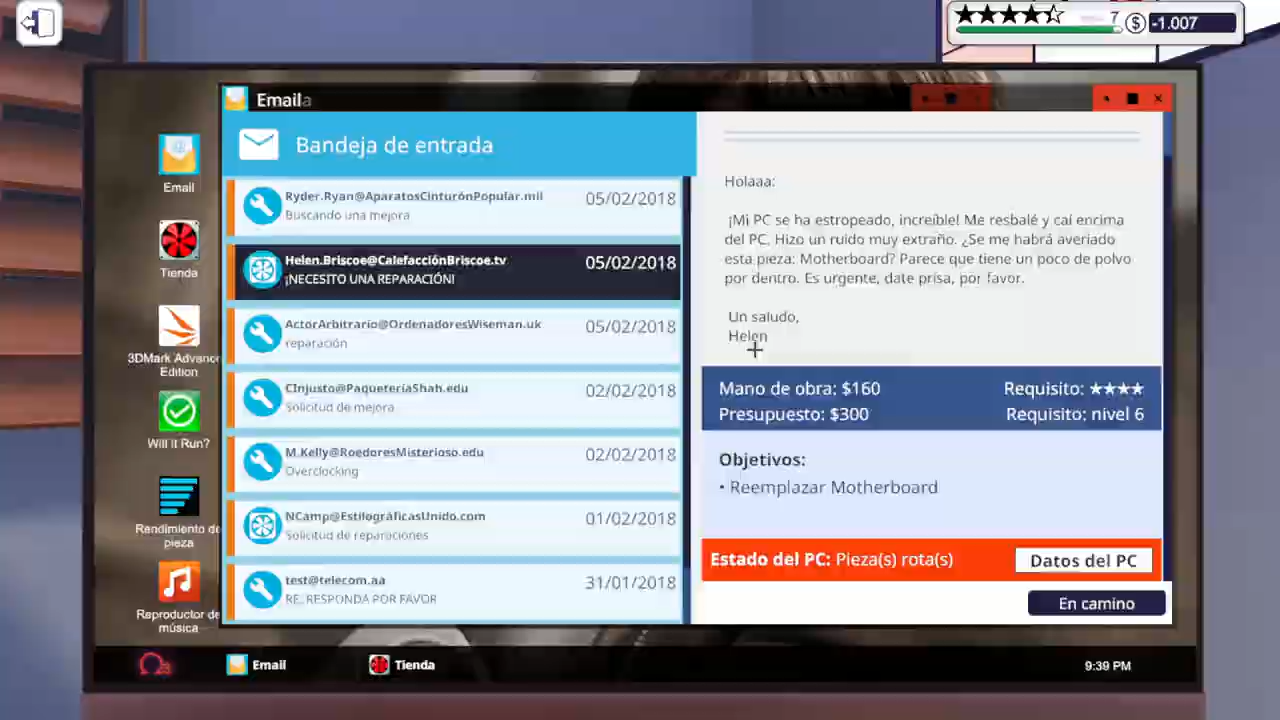 7 $ -1.007
Email
Bandeja de entrada
Ryder.Ryan@AparatosCinturónPopular.mil 05/02/2018
Buscando una mejora
Helen.Briscoe@CalefacciónBriscoe.tv 05/02/2018
¡NECESITO UNA REPARACIÓN!
ActorArbitrario@OrdenadoresWiseman.uk 05/02/2018
reparación
CInjusto@PaqueteríaShah.edu 02/02/2018
Solicitud de mejora
M.Kelly@RoedoresMisterioso.edu 02/02/2018
Overclocking
NCamp@EstilográficasUnido.com 01/02/2018
Solicitud de reparaciones
test@telecom.aa 31/01/2018
RE: RESPONDA POR FAVOR
Holaaa:
¡Mi PC se ha estropeado, increíble! Me resbalé y caí encima
del PC. Hizo un ruido muy extraño. ¿Se me habrá averiado
esta pieza: Motherboard? Parece que tiene un poco de polvo
por dentro. Es urgente, date prisa, por favor.
Un saludo,
Helen
Mano de obra: $160 Requisito: ★★★★
Presupuesto: $300 Requisito: nivel 6
Objetivos:
• Reemplazar Motherboard
Estado del PC: Pieza(s) rota(s) Datos del PC
En camino
Email
Tienda
3DMark Advanc
Edition
Will it Run?
Rendimiento de
pieza
Reproductor de
música
Email Tienda 9:39 PM